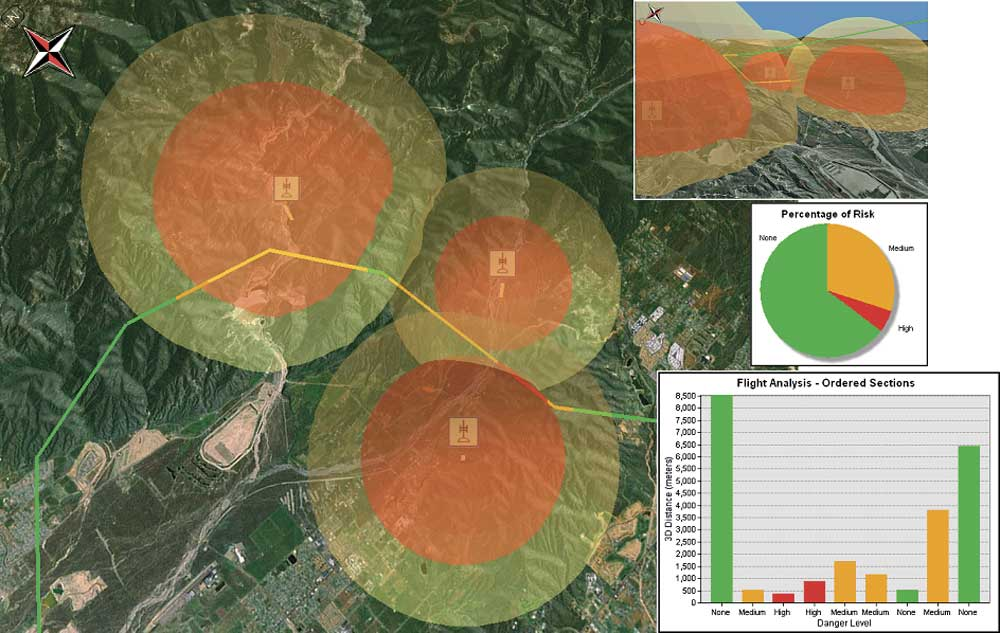 N
Percentage of Risk
None
Medium
High
Flight Analysis - Ordered Sections
8,500
8,000
7,500
7,000
6,500
6,000
5,500
5,000
4,500
4,000
3,500
3,000
2,500
2,000
1,500
1,000
500
0
3D Distance (meters)
None Medium High High Medium Medium None Medium None
Danger Level